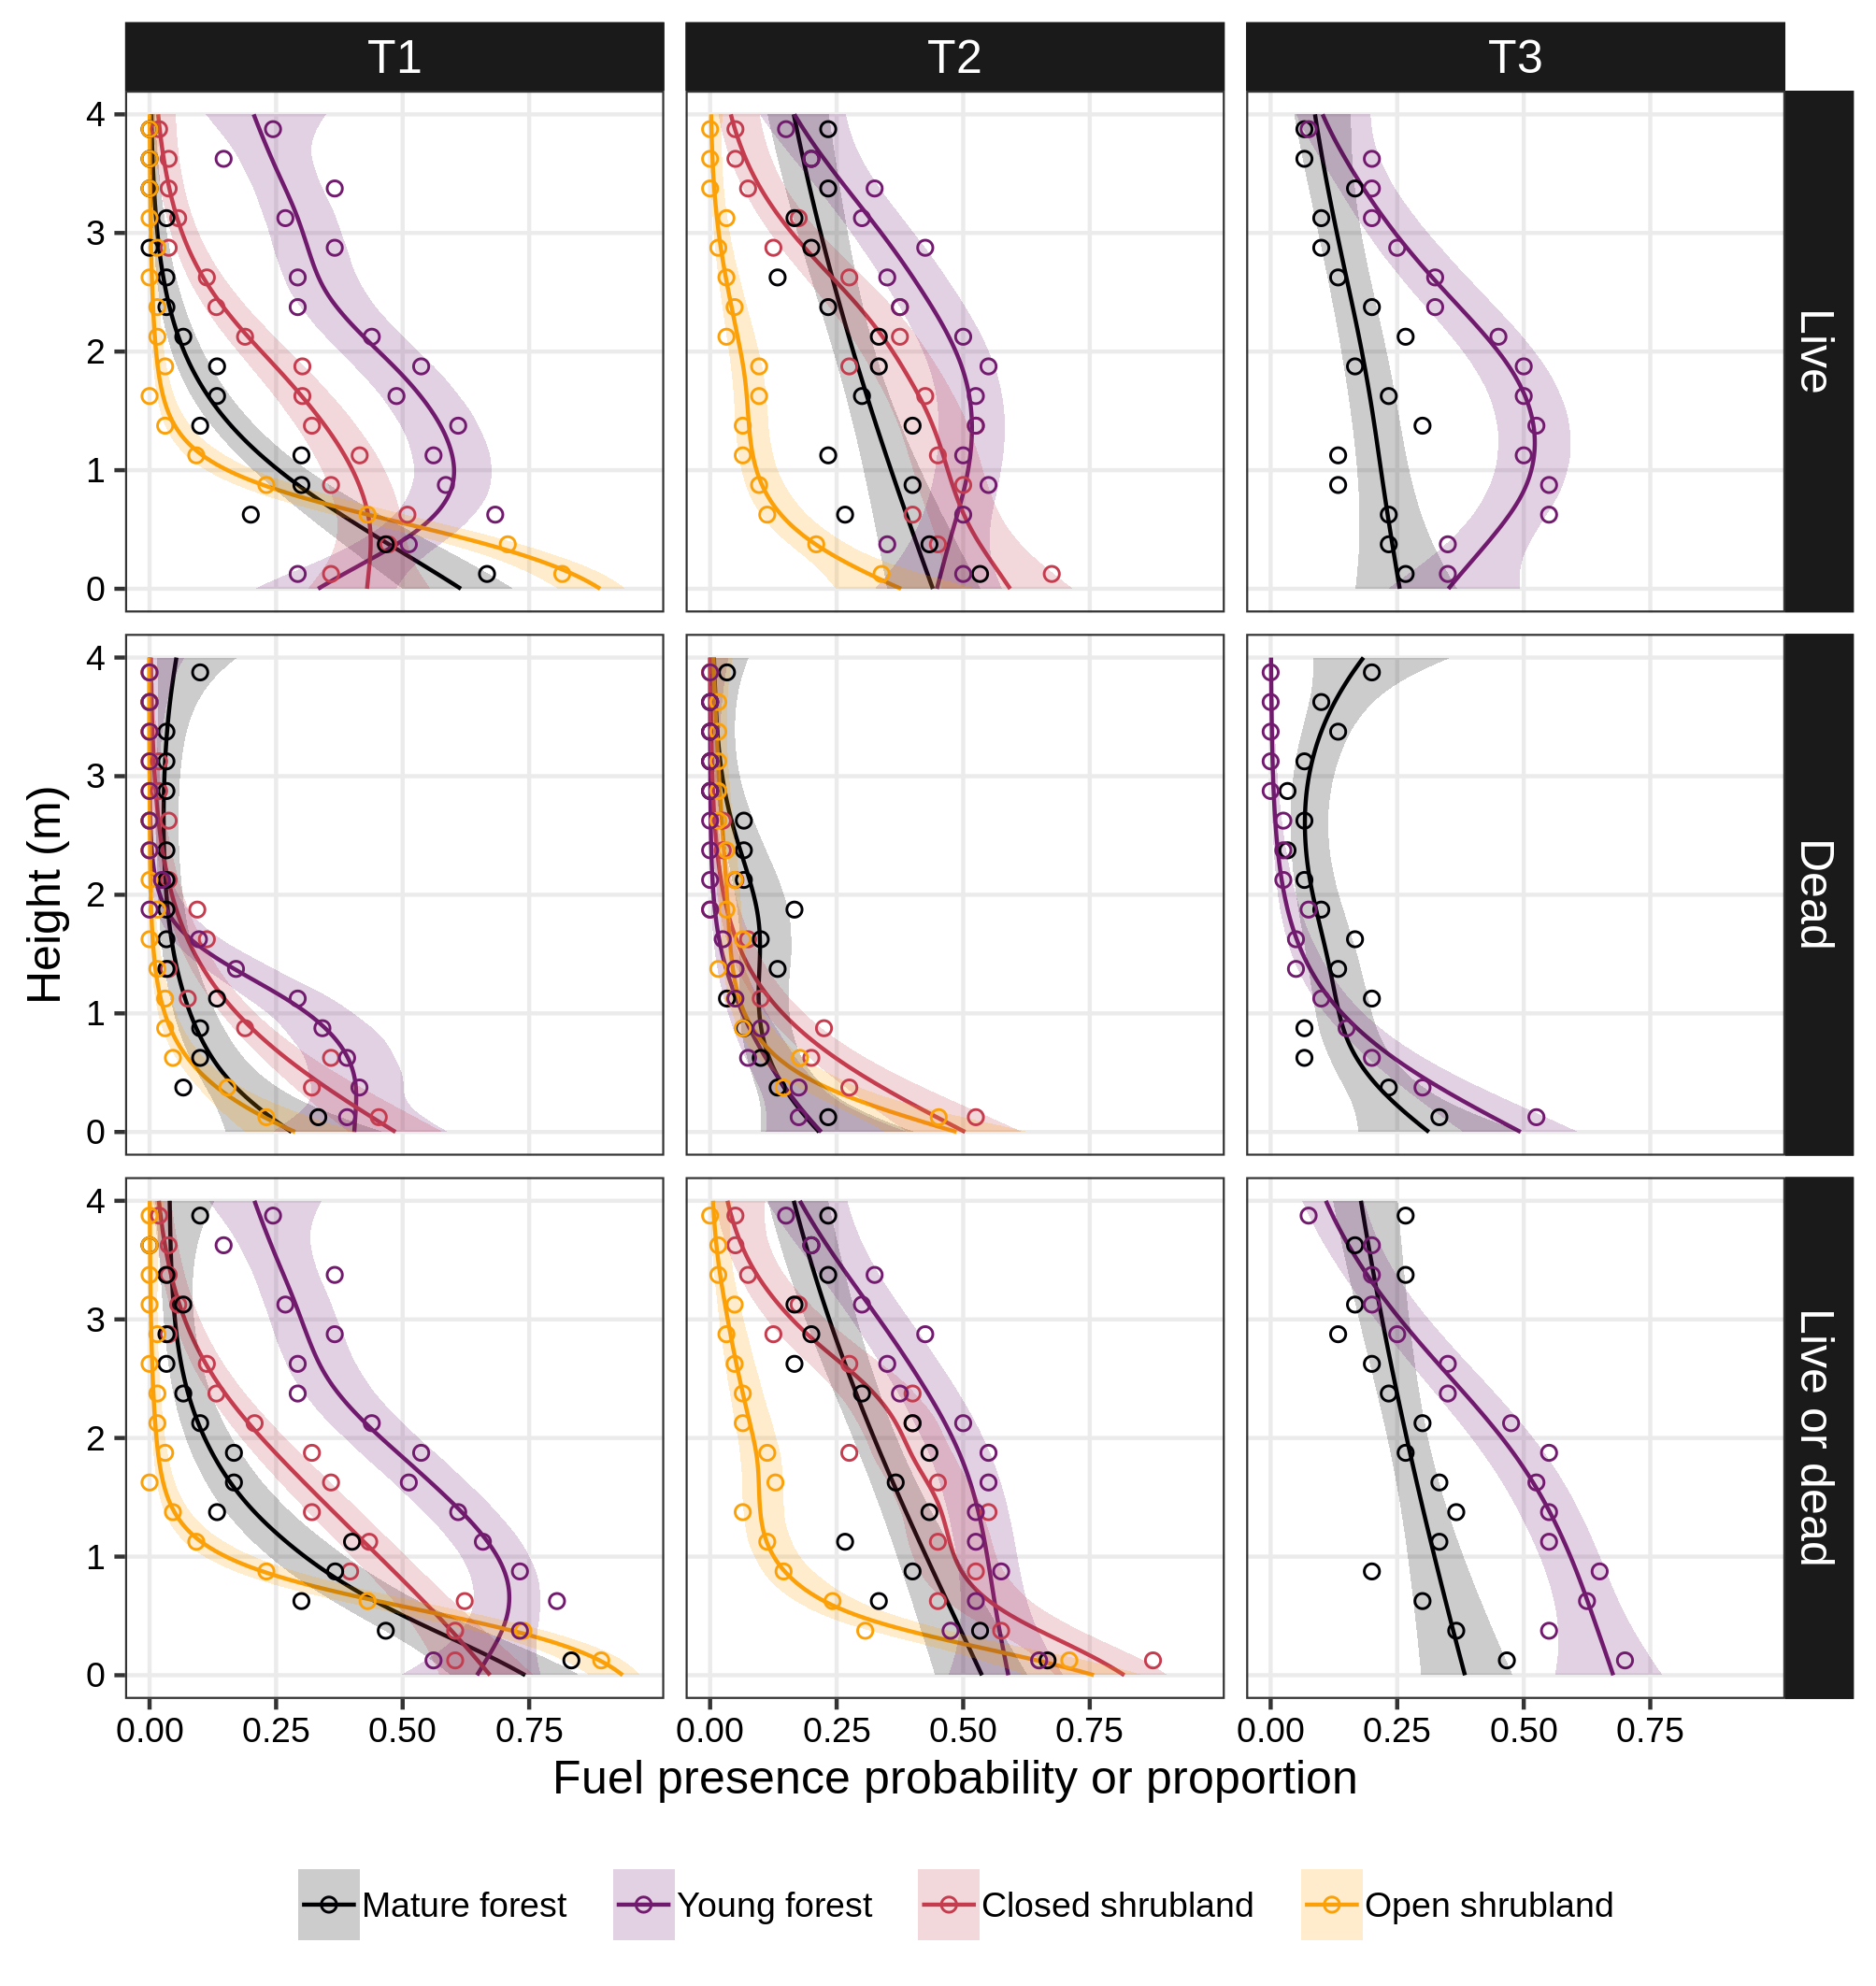 T1 T2 T3
4
3
2
1
0
Live
4
3
2
1
0
Dead
4
3
2
1
0
Live or dead
Height (m)
0.00 0.25 0.50 0.75 0.00 0.25 0.50 0.75 0.00 0.25 0.50 0.75
Fuel presence probability or proportion
Mature forest Young forest Closed shrubland Open shrubland